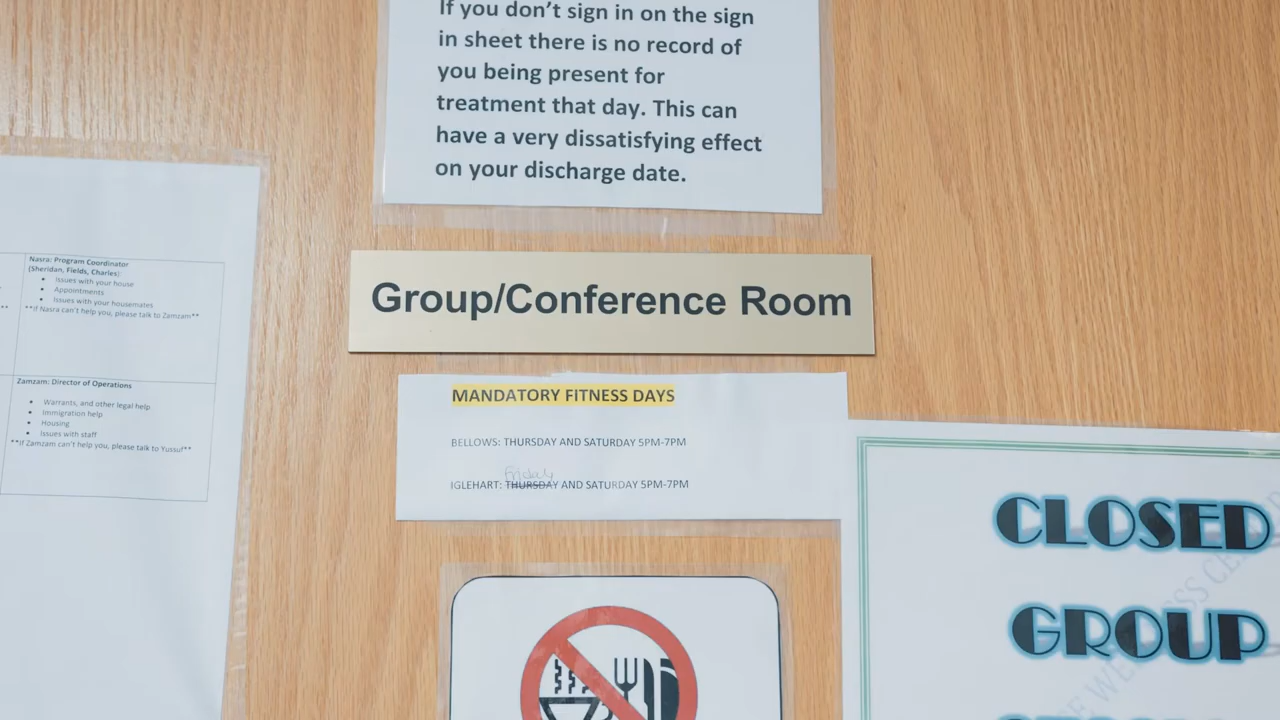 If you don't sign in on the sign
in sheet there is no record of
you being present for
treatment that day. This can
have a very dissatisfying effect
on your discharge date.
Nasra: Program Coordinator
(Sheridan, Fields, Charles):
• Issues with your house
• Appointments
• Issues with your housemates
**If Nasra can't help you, please talk to Zamzam**
Zamzam: Director of Operations
• Warrants, and other legal help
• Immigration help
• Housing
• Issues with staff
**If Zamzam can't help you, please talk to Yussuf**
Group/Conference Room
MANDATORY FITNESS DAYS
BELLOWS: THURSDAY AND SATURDAY 5PM-7PM
Friday
IGLEHART: THURSDAY AND SATURDAY 5PM-7PM
CLOSED
GROUP